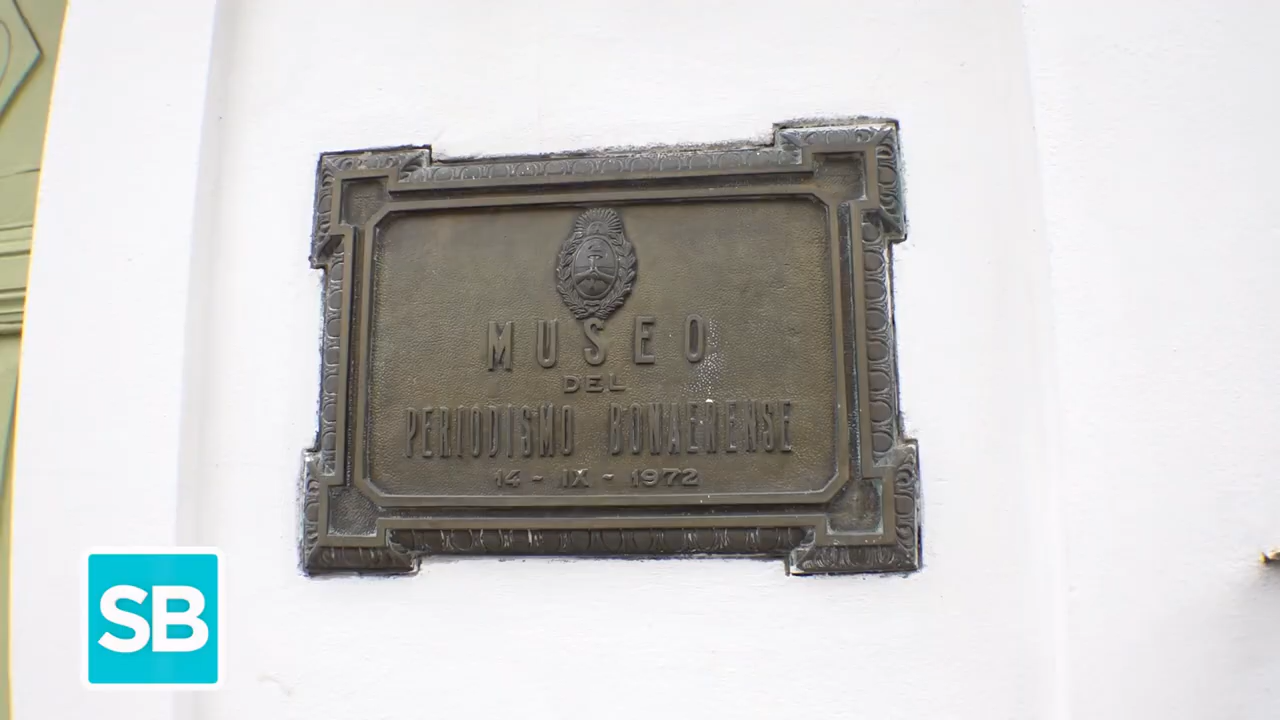 MUSEO
DEL
PERIODISMO BONAERENSE
14 - IX - 1972
SB